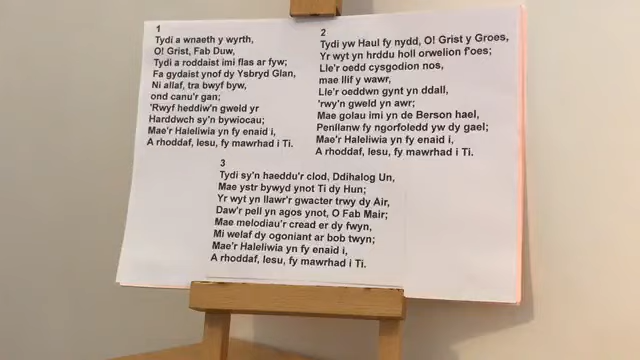 1
Tydi a wnaeth y wyrth,
O! Grist, Fab Duw,
Tydi a roddaist imi flas ar fyw;
Fa gydaist ynof dy Ysbryd Glan,
Ni allaf, tra bwyf byw,
ond canu'r gan;
'Rwyf heddiw'n gweld yr
Harddwch sy'n bywiocau;
Mae'r Haleliwia yn fy enaid i,
A rhoddaf, Iesu, fy mawrhad i Ti.
2
Tydi yw Haul fy nydd, O! Grist y Groes,
Yr wyt yn hrddu holl orwelion f'oes;
Lle'r oedd cysgodion nos,
mae llif y wawr,
Lle'r oeddwn gynt yn ddall,
'rwy'n gweld yn awr;
Mae golau imi yn de Berson hael,
Penllanw fy ngorfoledd yw dy gael;
Mae'r Haleliwia yn fy enaid i,
A rhoddaf, Iesu, fy mawrhad i Ti.
3
Tydi sy'n haeddu'r clod, Ddihalog Un,
Mae ystr bywyd ynot Ti dy Hun;
Yr wyt yn llawr'r gwacter trwy dy Air,
Daw'r pell yn agos ynot, O Fab Mair;
Mae melodiau'r cread er dy fwyn,
Mi welaf dy ogoniant ar bob twyn;
Mae'r Haleliwia yn fy enaid i,
A rhoddaf, Iesu, fy mawrhad i Ti.